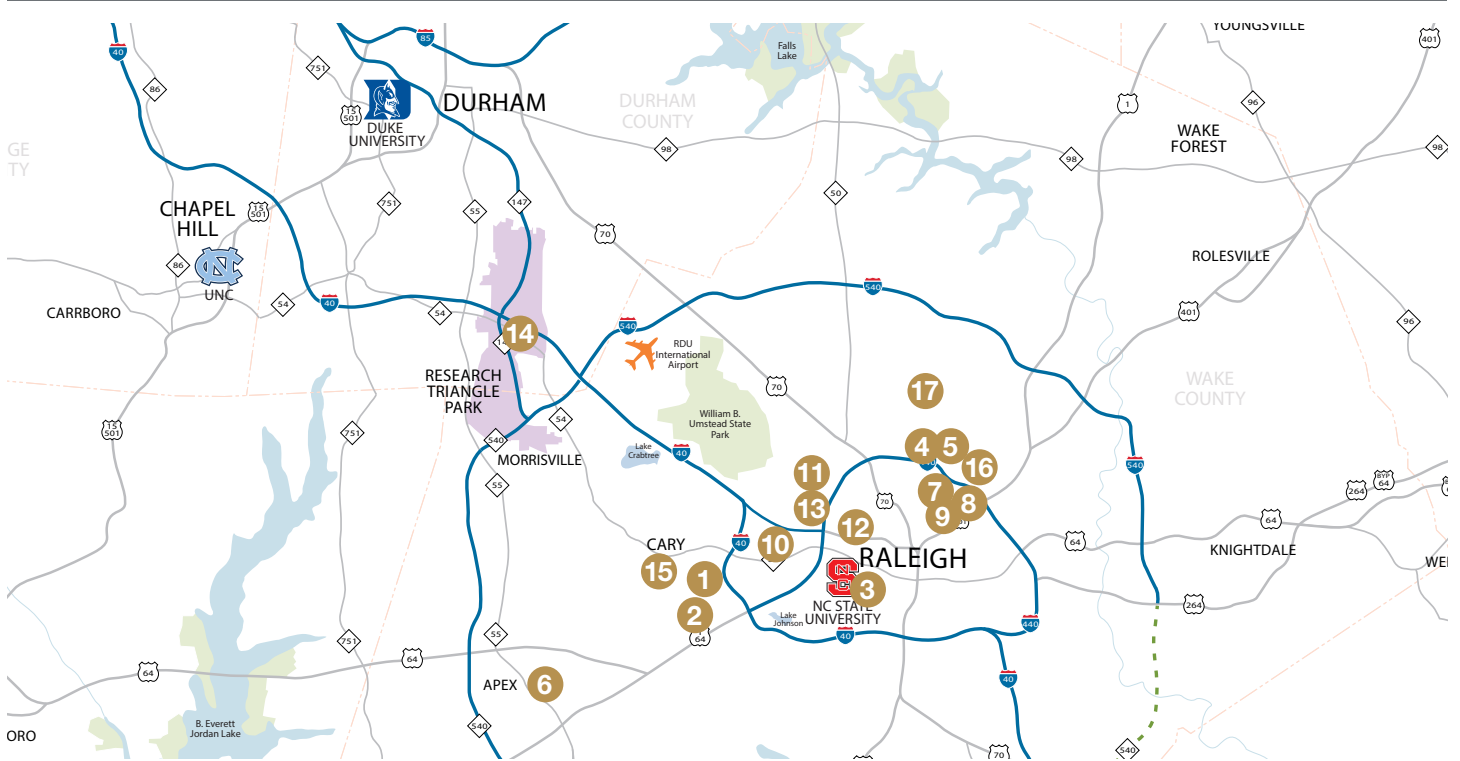 YOUNGSVILLE
40
85
Falls
Lake
401
751
86
DURHAM
DURHAM
COUNTY
96
1
15
501
DUKE
UNIVERSITY
WAKE
FOREST
98
98
98
GE
TY
50
147
751
55
15
501
CHAPEL
HILL
70
ROLESVILLE
86
UNC
540
40
54
54
CARRBORO
401
96
14
540
RDU
International
Airport
RESEARCH
TRIANGLE
PARK
WAKE
COUNTY
70
17
William B.
Umstead State
Park
54
15
501
751
540
MORRISVILLE
Lake
Crabtree
40
4
5
16
540
11
55
7
8
9
70
13
BYP
64
264
64
12
RALEIGH
64
KNIGHTDALE
WE
CARY
40
10
15
1
NC
S
3
NC STATE
UNIVERSITY
2
64
Lake
Johnson
40
440
264
55
751
64
64
APEX
6
40
B. Everett
Jordan Lake
540
ORO
70
540